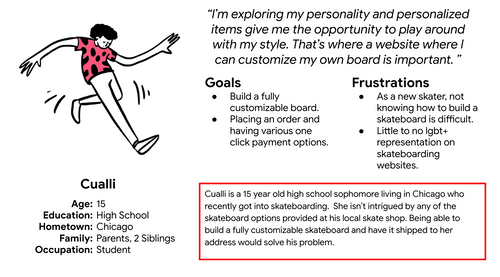 “I’m exploring my personality and personalized
items give me the opportunity to play around
with my style. That’s where a website where I
can customize my own board is important. ”
Goals
● Build a fully
customizable board.
● Placing an order and
having various one
click payment options.
Frustrations
● As a new skater, not
knowing how to build a
skateboard is difficult.
● Little to no lgbt+
representation on
skateboarding
websites.
Cualli
Age: 15
Education: High School
Hometown: Chicago
Family: Parents, 2 Siblings
Occupation: Student
Cualli is a 15 year old high school sophomore living in Chicago who
recently got into skateboarding. She isn’t intrigued by any of the
skateboard options provided at his local skate shop. Being able to
build a fully customizable skateboard and have it shipped to her
address would solve his problem.